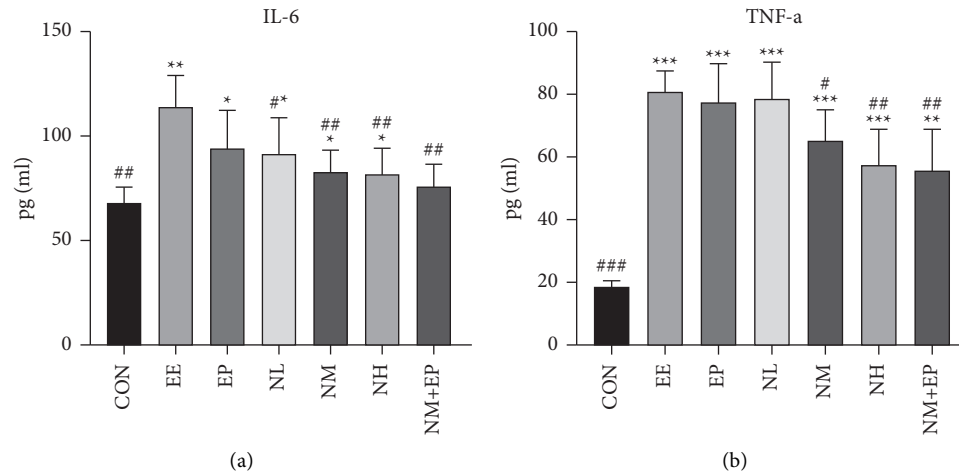 IL-6
150
100
50
0
pg (ml)
##
**
*
#*
##
*
##
*
##
CON
EE
EP
NL
NM
NH
NM+EP
(a)
TNF-a
100
80
60
40
20
0
pg (ml)
###
***
***
***
#
***
##
***
##
**
CON
EE
EP
NL
NM
NH
NM+EP
(b)